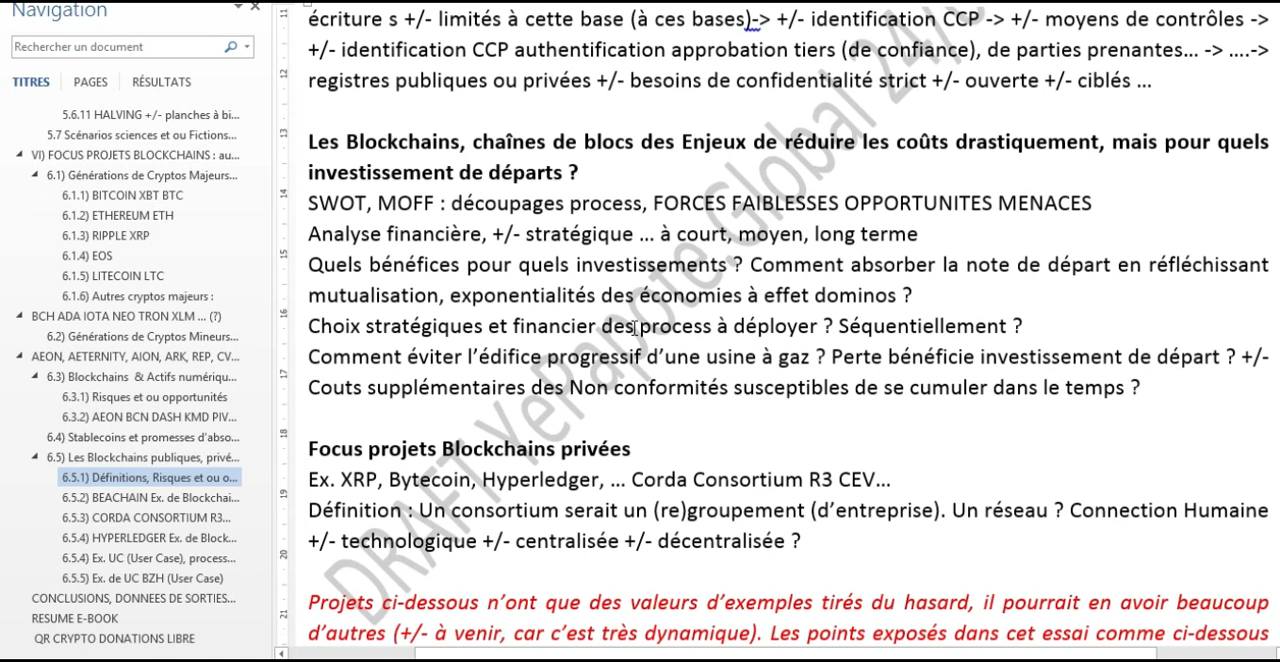 Navigation
Rechercher un document
TITRES PAGES RÉSULTATS
5.6.11 HALVING +/- planches à bi...
5.7 Scénarios sciences et ou Fictions...
VI) FOCUS PROJETS BLOCKCHAINS : au...
6.1) Générations de Cryptos Majeurs...
6.1.1) BITCOIN XBT BTC
6.1.2) ETHEREUM ETH
6.1.3) RIPPLE XRP
6.1.4) EOS
6.1.5) LITECOIN LTC
6.1.6) Autres cryptos majeurs :
BCH ADA IOTA NEO TRON XLM ... (?)
6.2) Générations de Cryptos Mineurs...
AEON, AETERNITY, AION, ARK, REP, CV...
6.3) Blockchains & Actifs numériqu...
6.3.1) Risques et ou opportunités
6.3.2) AEON BCN DASH KMD PIV...
6.4) Stablecoins et promesses d'abso...
6.5) Les Blockchains publiques, privé...
6.5.1) Définitions, Risques et ou o...
6.5.2) BEACHAIN Ex. de Blockchai...
6.5.3) CORDA CONSORTIUM R3...
6.5.4) HYPERLEDGER Ex. de Block...
6.5.4) Ex. UC (User Case), process...
6.5.5) Ex. de UC BZH (User Case)
CONCLUSIONS, DONNEES DE SORTIES...
RESUME E-BOOK
QR CRYPTO DONATIONS LIBRE
11
12
13
14
15
16
17
18
19
20
21
écriture s +/- limités à cette base (à ces bases)-> +/- identification CCP -> +/- moyens de contrôles ->
+/- identification CCP authentification approbation tiers (de confiance), de parties prenantes... -> ....->
registres publiques ou privées +/- besoins de confidentialité strict +/- ouverte +/- ciblés ...
Les Blockchains, chaînes de blocs des Enjeux de réduire les coûts drastiquement, mais pour quels
investissement de départs ?
SWOT, MOFF : découpages process, FORCES FAIBLESSES OPPORTUNITES MENACES
Analyse financière, +/- stratégique ... à court, moyen, long terme
Quels bénéfices pour quels investissements ? Comment absorber la note de départ en réfléchissant
mutualisation, exponentialités des économies à effet dominos ?
Choix stratégiques et financier des process à déployer ? Séquentiellement ?
Comment éviter l'édifice progressif d'une usine à gaz ? Perte bénéficie investissement de départ ? +/-
Couts supplémentaires des Non conformités susceptibles de se cumuler dans le temps ?
Focus projets Blockchains privées
Ex. XRP, Bytecoin, Hyperledger, ... Corda Consortium R3 CEV...
Définition : Un consortium serait un (re)groupement (d'entreprise). Un réseau ? Connection Humaine
+/- technologique +/- centralisée +/- décentralisée ?
Projets ci-dessous n'ont que des valeurs d'exemples tirés du hasard, il pourrait en avoir beaucoup
d'autres (+/- à venir, car c'est très dynamique). Les points exposés dans cet essai comme ci-dessous
DRAFT YePapote.Global 24/